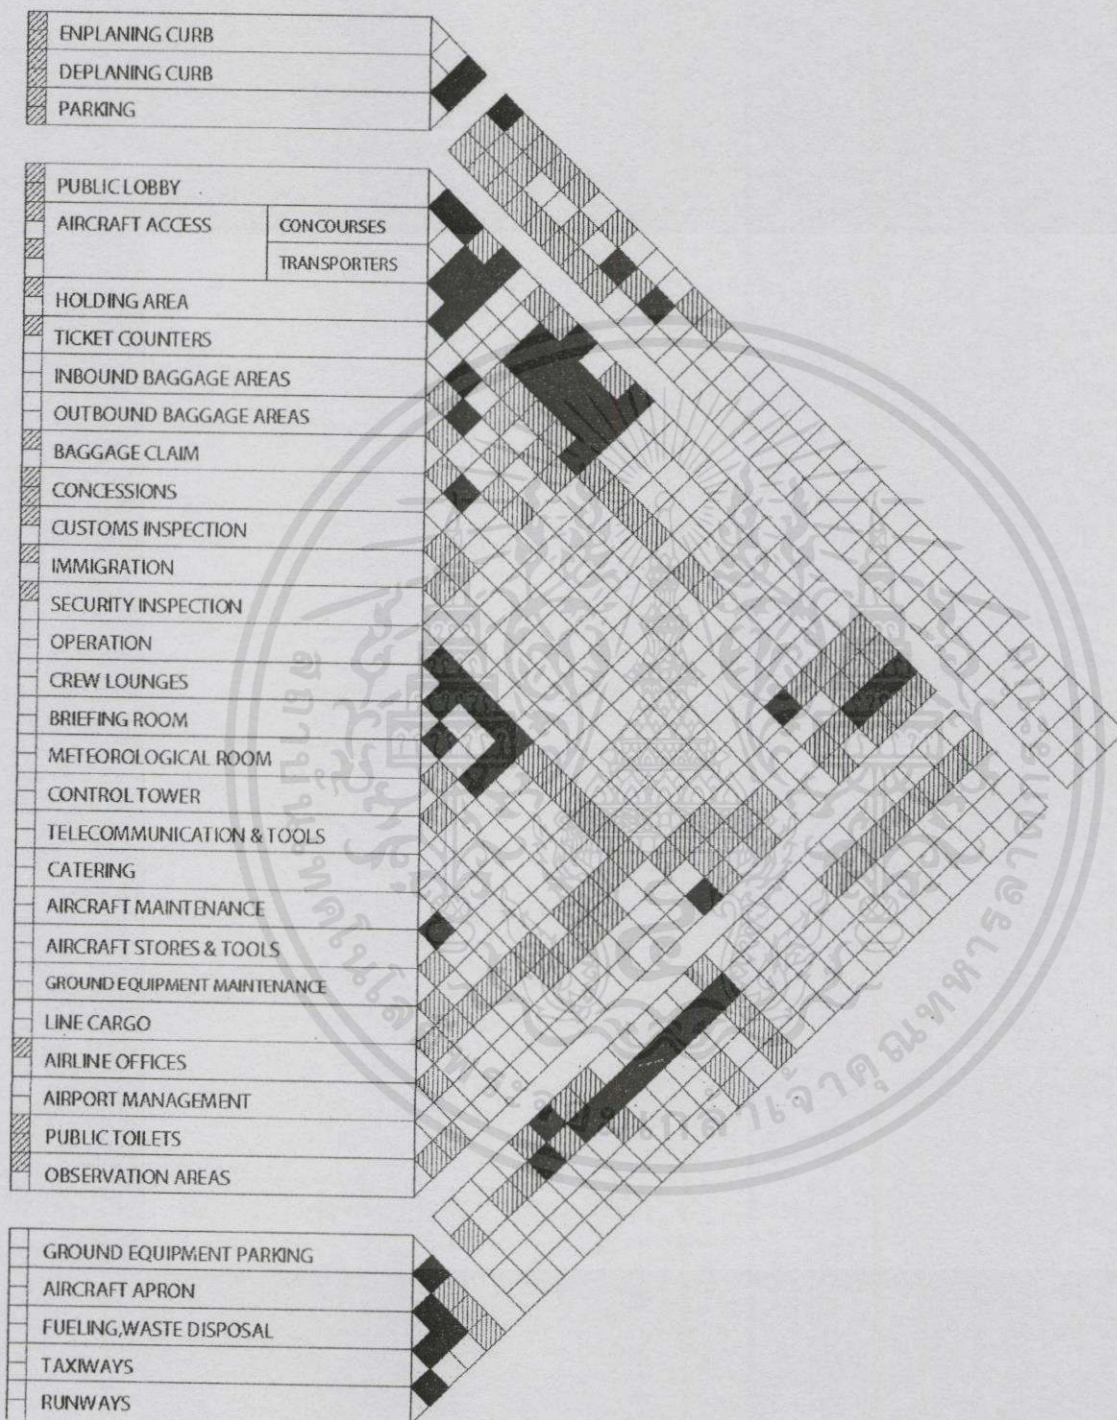 ENPLANING CURB
DEPLANING CURB
PARKING
PUBLIC LOBBY
AIRCRAFT ACCESS
CONCOURSES
TRANSPORTERS
HOLDING AREA
TICKET COUNTERS
INBOUND BAGGAGE AREAS
OUTBOUND BAGGAGE AREAS
BAGGAGE CLAIM
CONCESSIONS
CUSTOMS INSPECTION
IMMIGRATION
SECURITY INSPECTION
OPERATION
CREW LOUNGES
BRIEFING ROOM
METEOROLOGICAL ROOM
CONTROL TOWER
TELECOMMUNICATION & TOOLS
CATERING
AIRCRAFT MAINTENANCE
AIRCRAFT STORES & TOOLS
GROUND EQUIPMENT MAINTENANCE
LINE CARGO
AIRLINE OFFICES
AIRPORT MANAGEMENT
PUBLIC TOILETS
OBSERVATION AREAS
GROUND EQUIPMENT PARKING
AIRCRAFT APRON
FUELING,WASTE DISPOSAL
TAXIWAYS
RUNWAYS